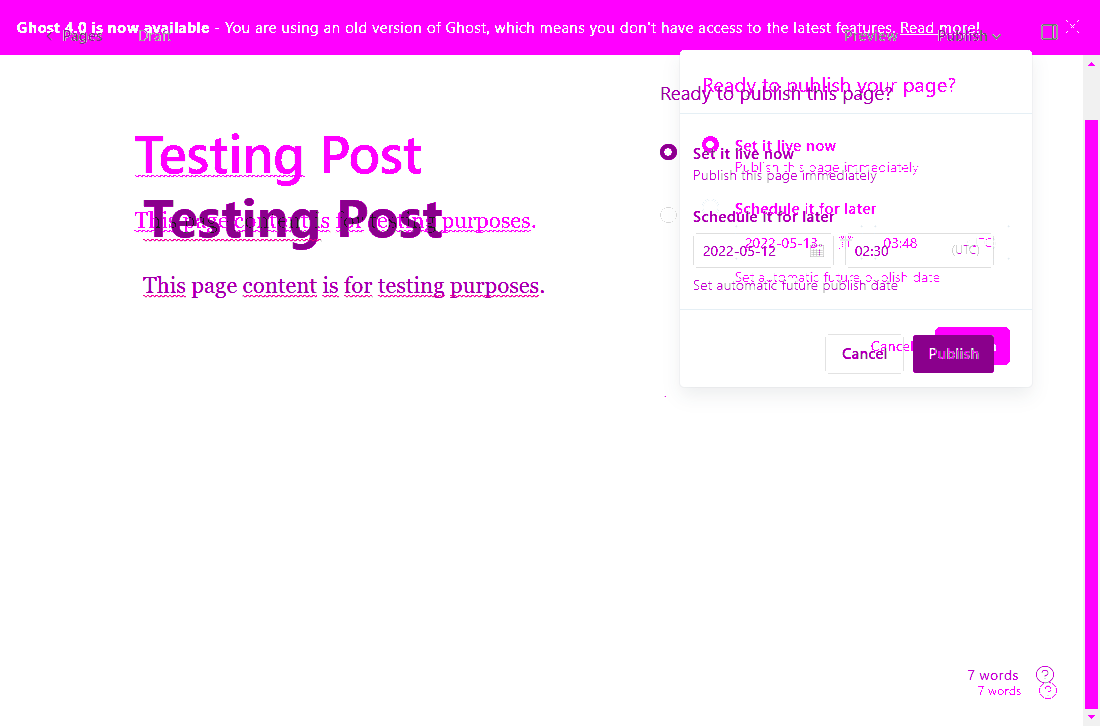 Ghost 4.0 is now available - You are using an old version of Ghost, which means you don't have access to the latest features. Read more!
Pages Draft Preview Publish
Ready to publish your page?
Ready to publish this page?
Testing Post
Set it live now
Set it live now
Publish this page immediately
Publish this page immediately
Testing Post
This page content is for testing purposes.
Schedule it for later
Schedule it for later
2022-05-13 03:48
2022-05-12 02:30 (UTC)
Set automatic future publish date
Set automatic future publish date
This page content is for testing purposes.
Cancel
Cancel Publish
7 words
7 words